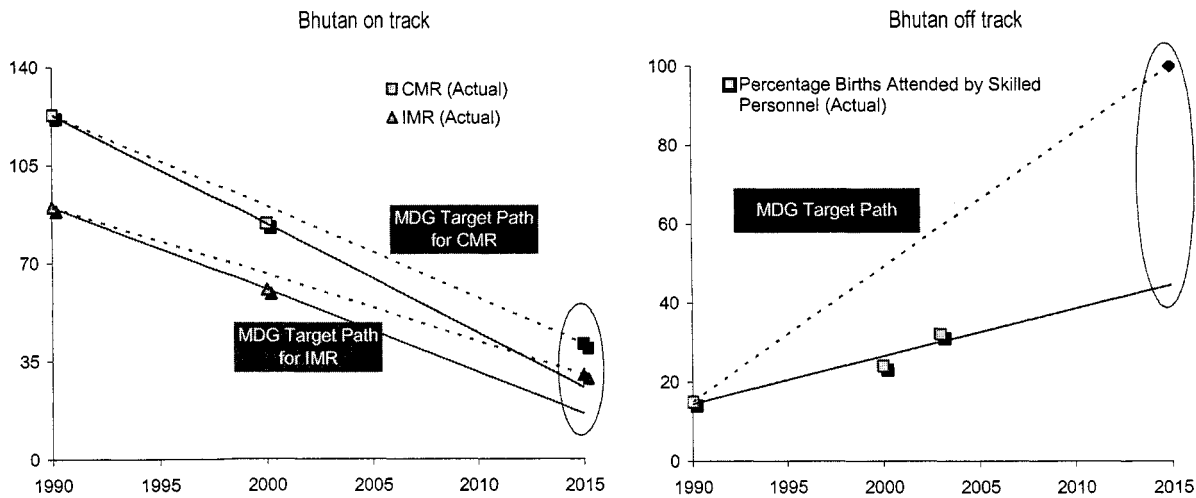 Bhutan on track
140
105
70
35
0
1990 1995 2000 2005 2010 2015
CMR (Actual)
IMR (Actual)
MDG Target Path
for CMR
MDG Target Path
for IMR
Bhutan off track
100
80
60
40
20
0
1990 1995 2000 2005 2010 2015
Percentage Births Attended by Skilled
Personnel (Actual)
MDG Target Path